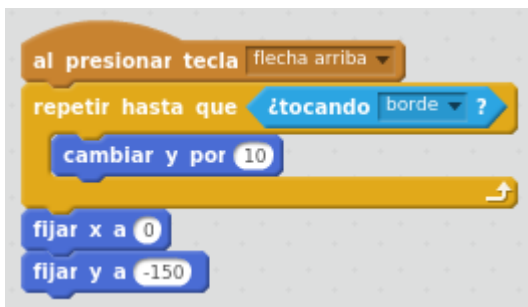 al presionar tecla flecha arriba
repetir hasta que ¿tocando borde ?
cambiar y por 10
fijar x a 0
fijar y a -150